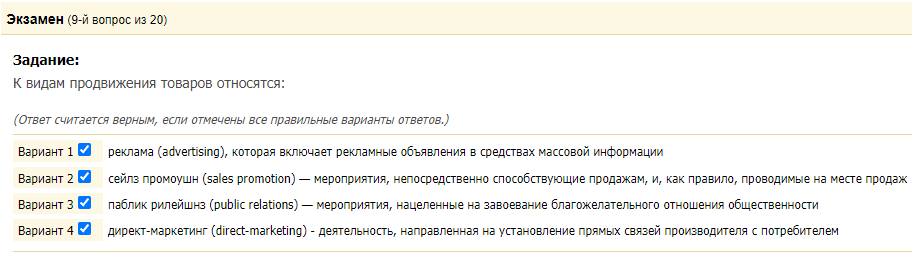 Экзамен (9-й вопрос из 20)
Задание:
К видам продвижения товаров относятся:
(Ответ считается верным, если отмечены все правильные варианты ответов.)
Вариант 1 реклама (advertising), которая включает рекламные объявления в средствах массовой информации
Вариант 2 сейлз промоушн (sales promotion) — мероприятия, непосредственно способствующие продажам, и, как правило, проводимые на месте продаж
Вариант 3 паблик рилейшнз (public relations) — мероприятия, нацеленные на завоевание благожелательного отношения общественности
Вариант 4 директ-маркетинг (direct-marketing) - деятельность, направленная на установление прямых связей производителя с потребителем